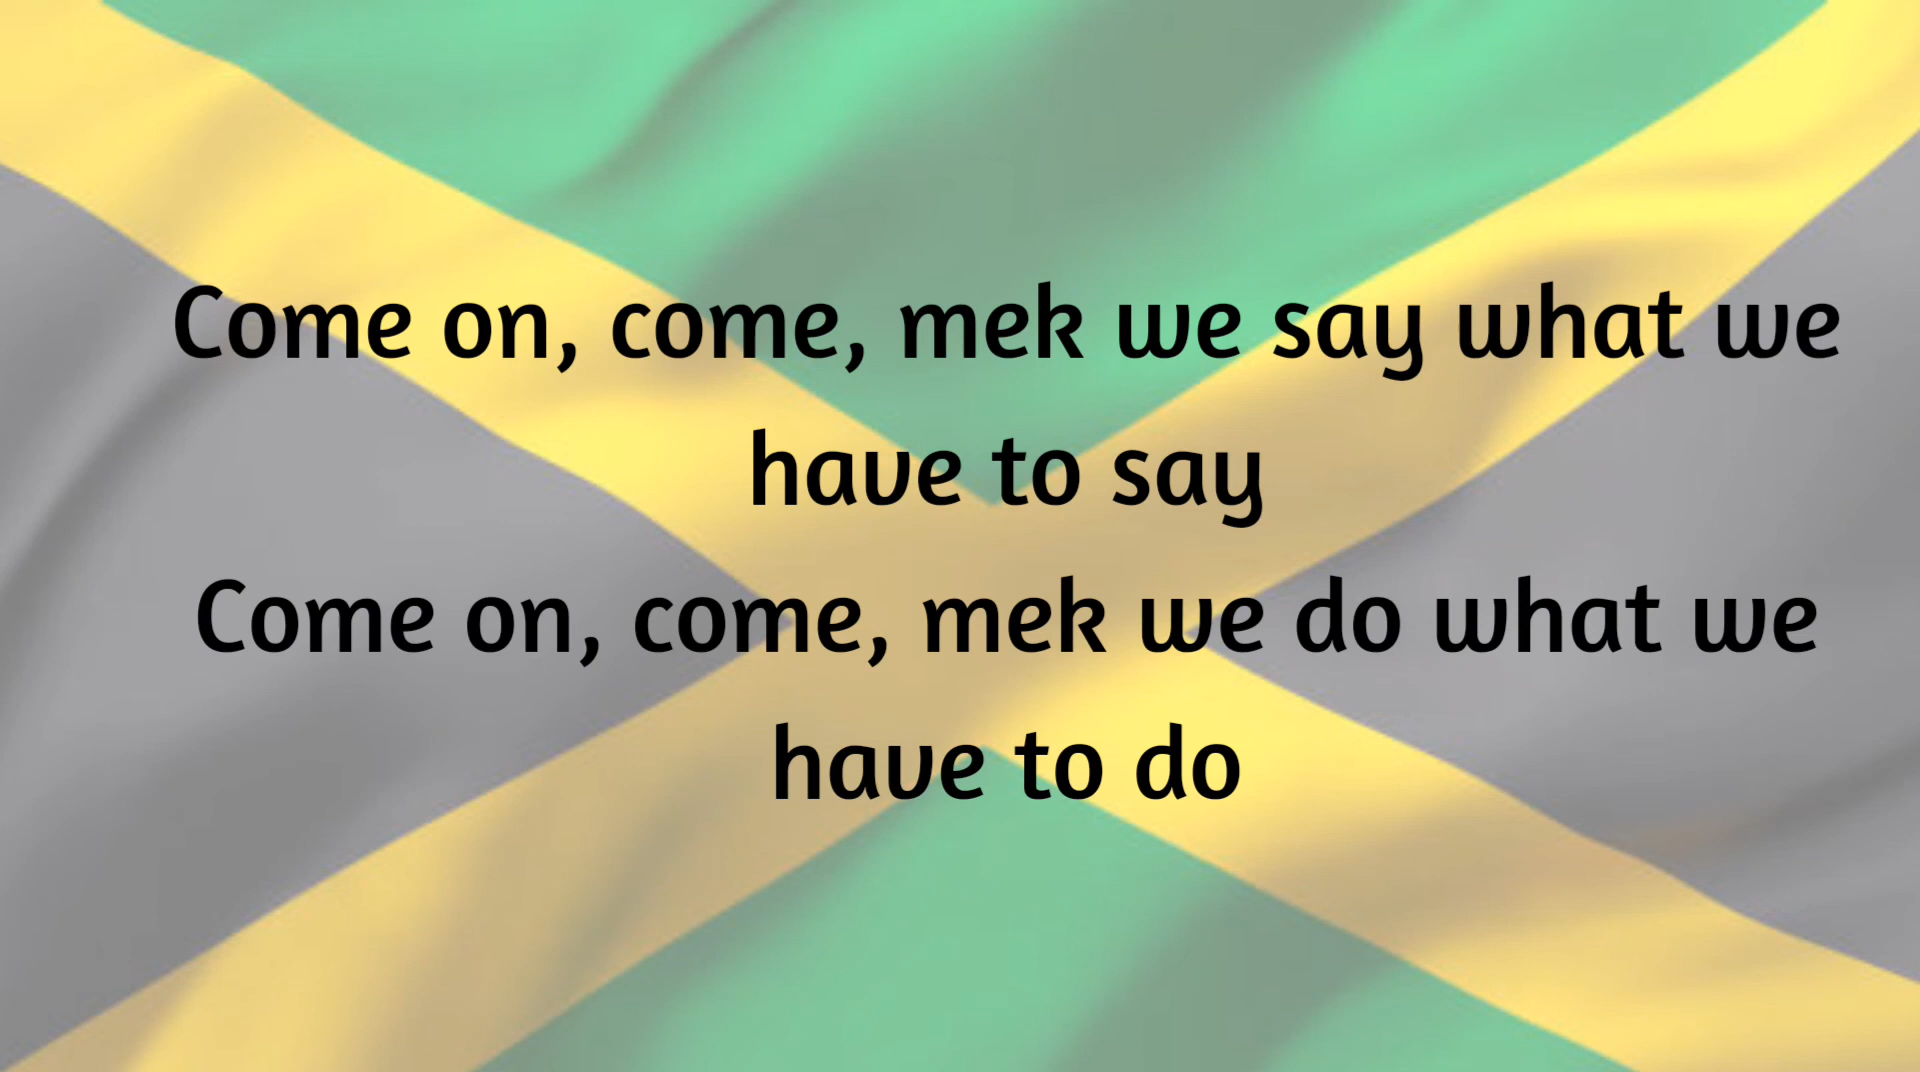 Come on, come, mek we say what we
have to say
Come on, come, mek we do what we
have to do